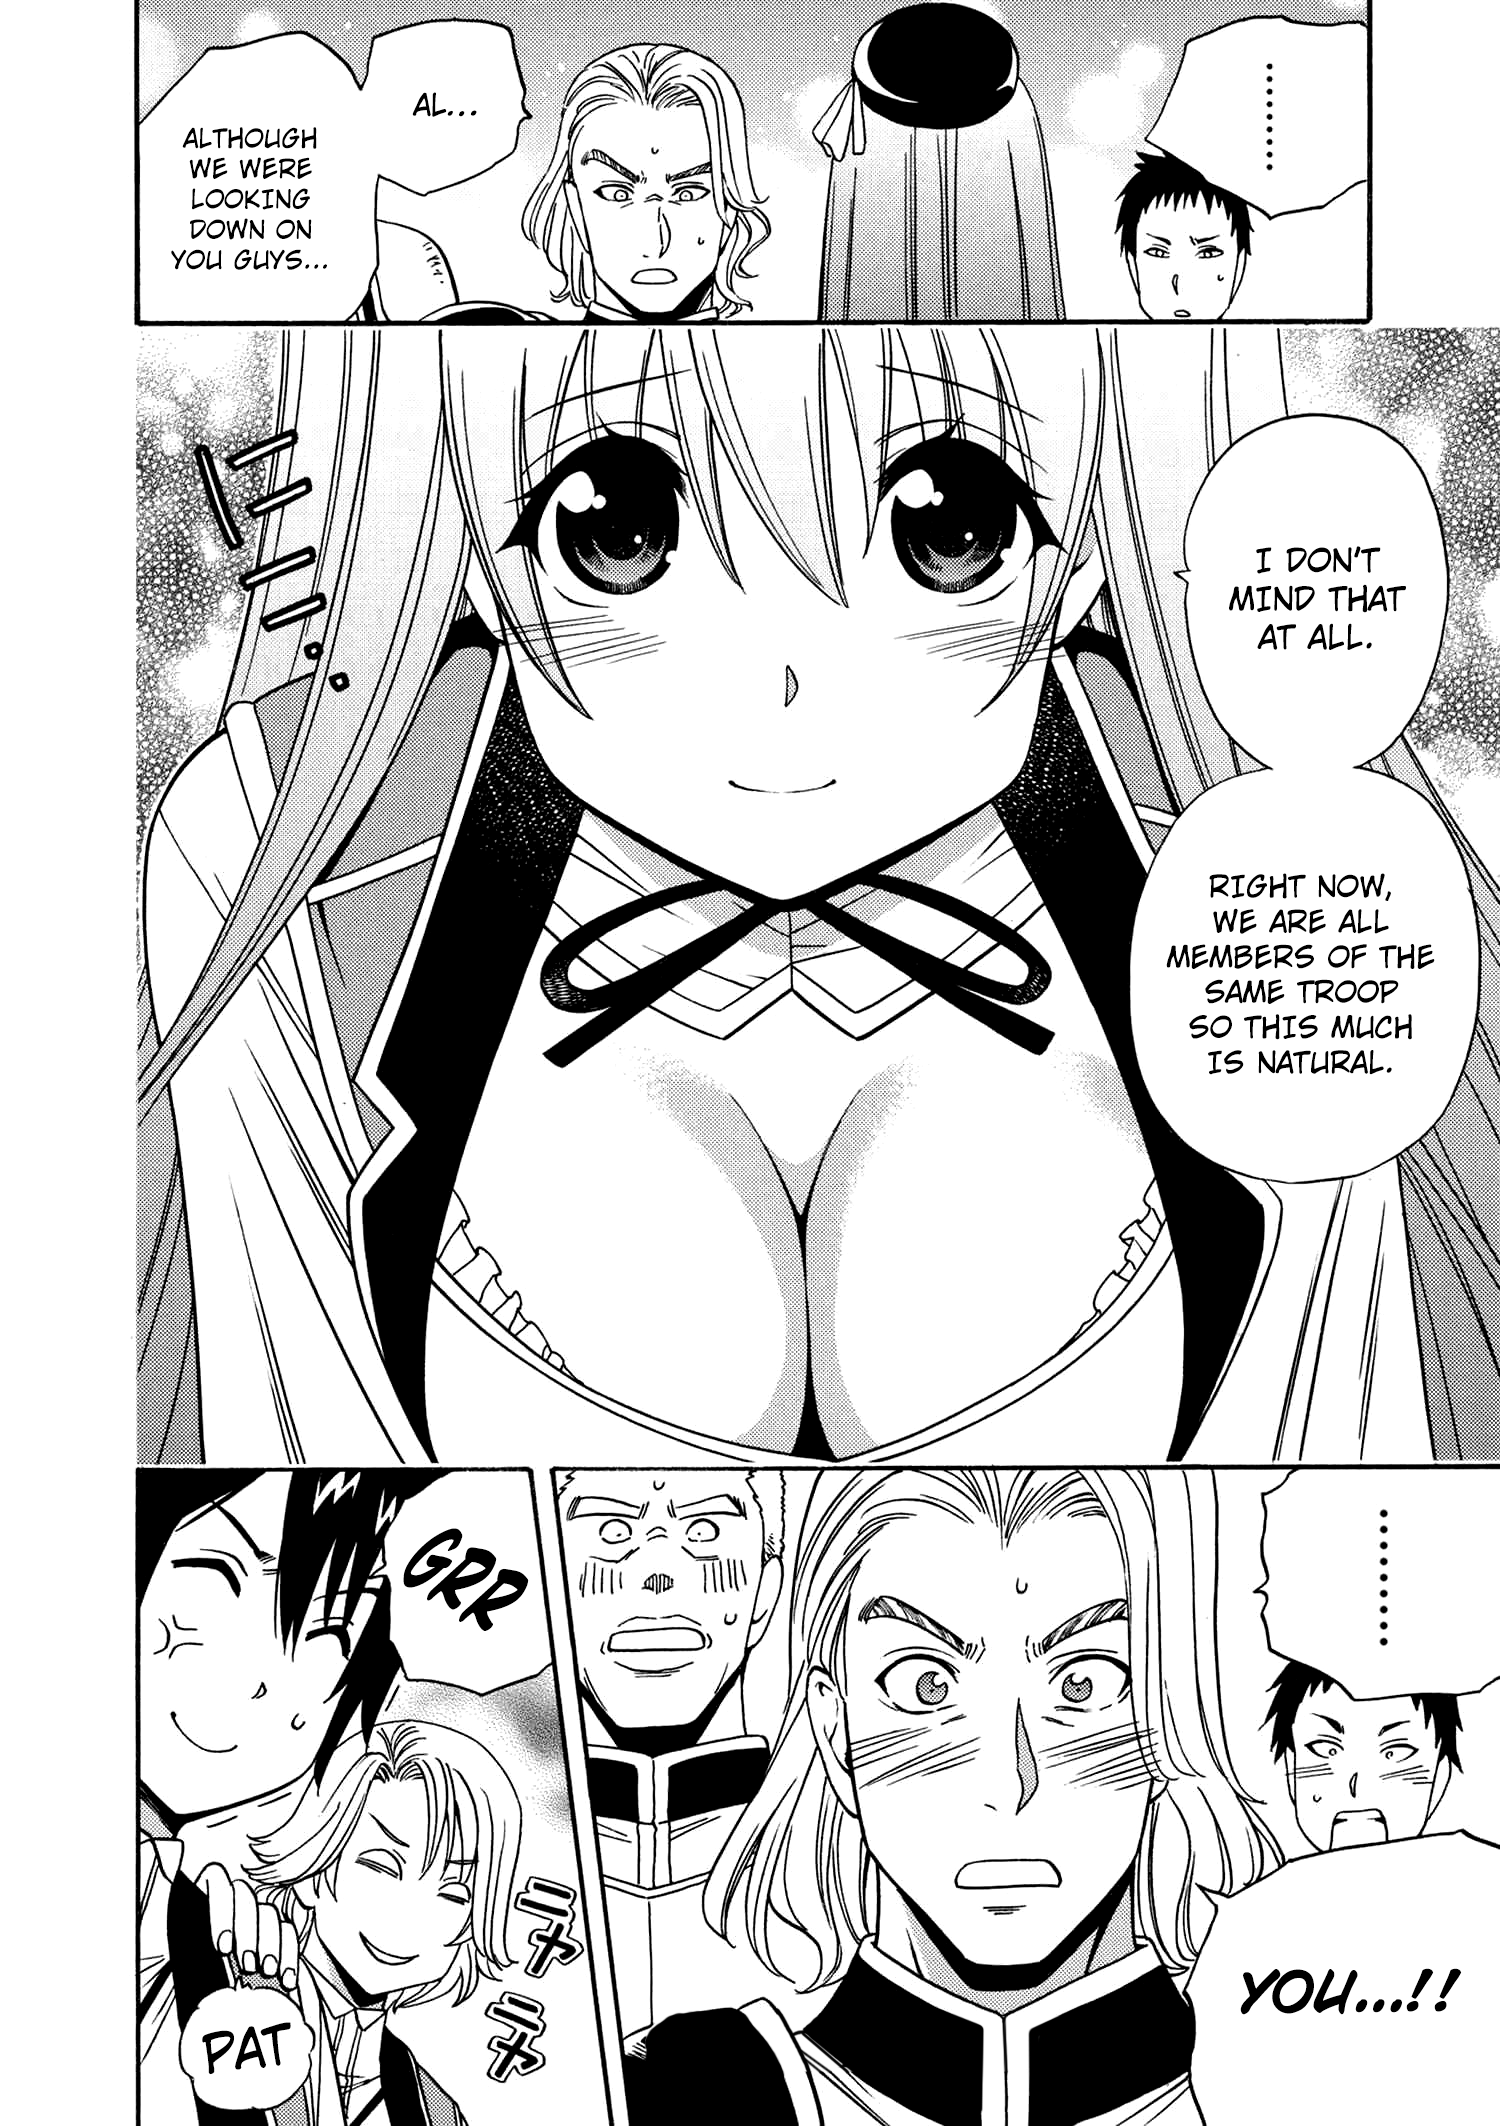 .......
AL...
ALTHOUGH
WE WERE
LOOKING
DOWN ON
YOU GUYS...
I DON'T
MIND THAT
AT ALL.
RIGHT NOW,
WE ARE ALL
MEMBERS OF THE
SAME TROOP
SO THIS MUCH
IS NATURAL.
ニニ...
.........
YOU...!!
GRR
ニヤ
ニヤ
PAT